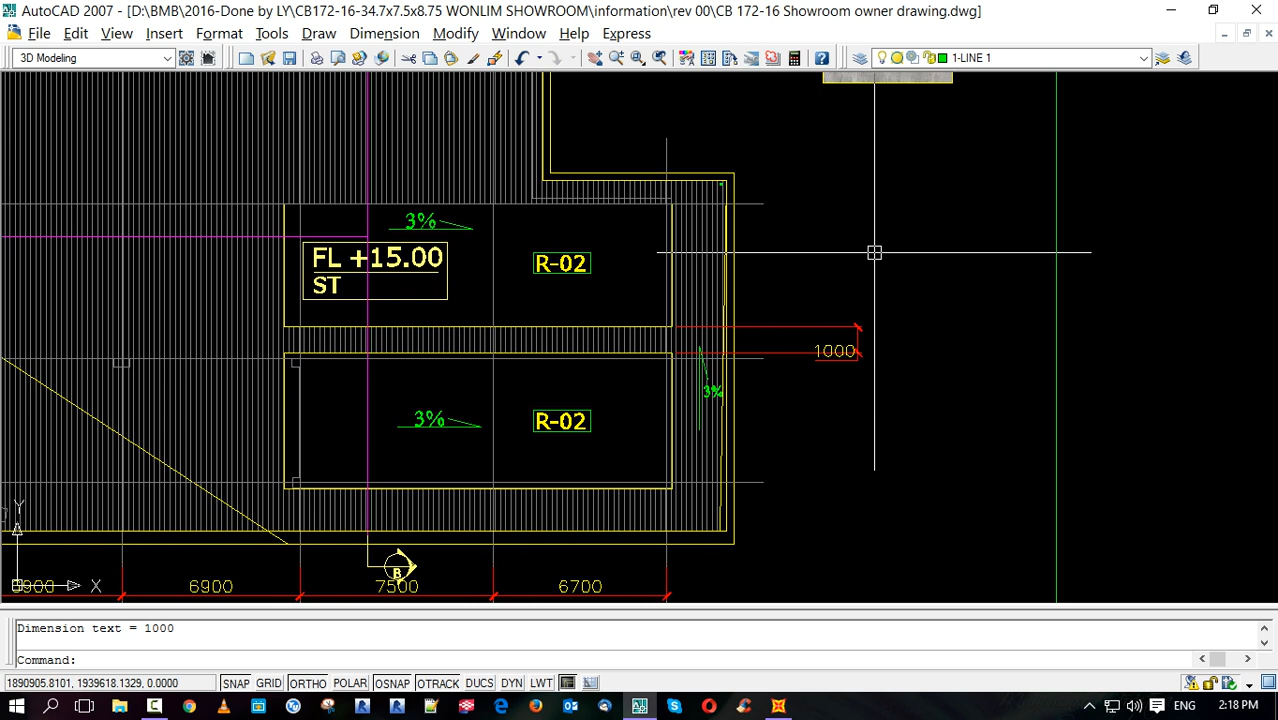 AutoCAD 2007 - [D:\BMB\2016-Done by LY\CB172-16-34.7x7.5x8.75 WONLIM SHOWROOM\information\rev 00\CB 172-16 Showroom owner drawing.dwg]
File Edit View Insert Format Tools Draw Dimension Modify Window Help Express
3D Modeling
1-LINE 1
3%
FL +15.00
ST
R-02
1000
3%
3%
R-02
B
Y
X
6900
7500
6700
Dimension text = 1000
Command:
1890905.8101, 1939618.1329, 0.0000
SNAP GRID ORTHO POLAR OSNAP OTRACK DUCS DYN LWT
ENG
2:18 PM